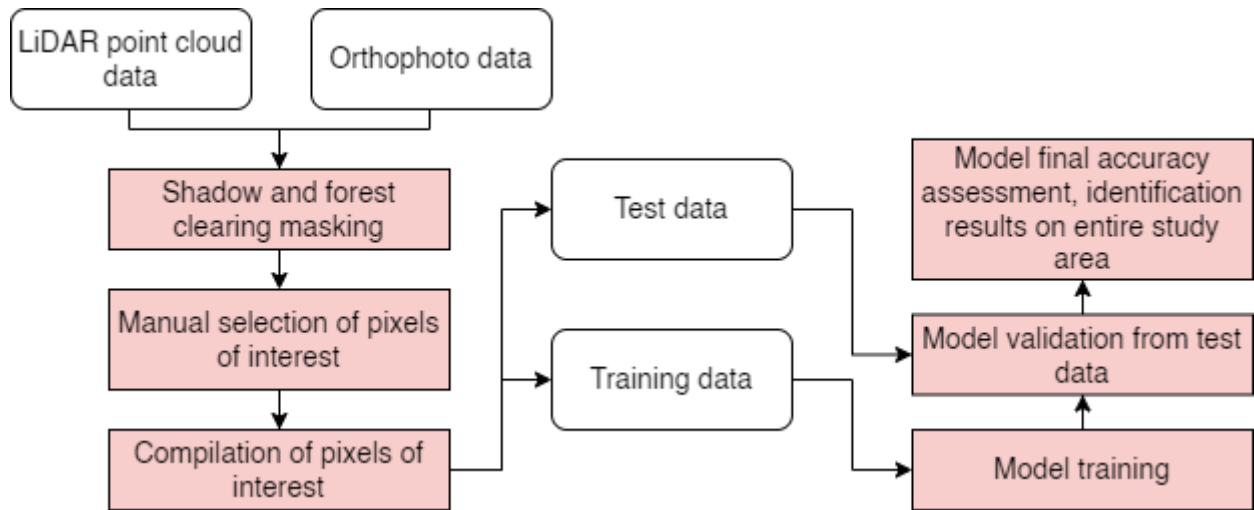 LiDAR point cloud
data
Orthophoto data
Shadow and forest
clearing masking
Manual selection of pixels
of interest
Compilation of pixels of
interest
Test data
Training data
Model final accuracy
assessment, identification
results on entire study
area
Model validation from test
data
Model training